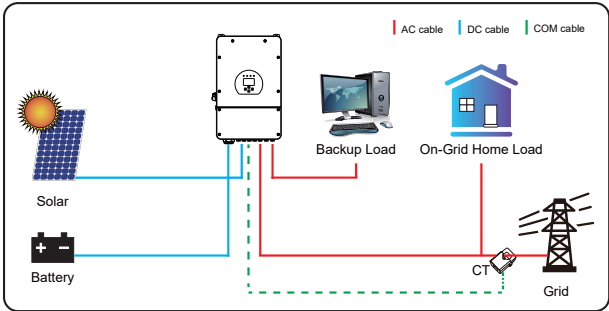 AC cable
DC cable
COM cable
Backup Load
On-Grid Home Load
Solar
Battery
CT
Grid